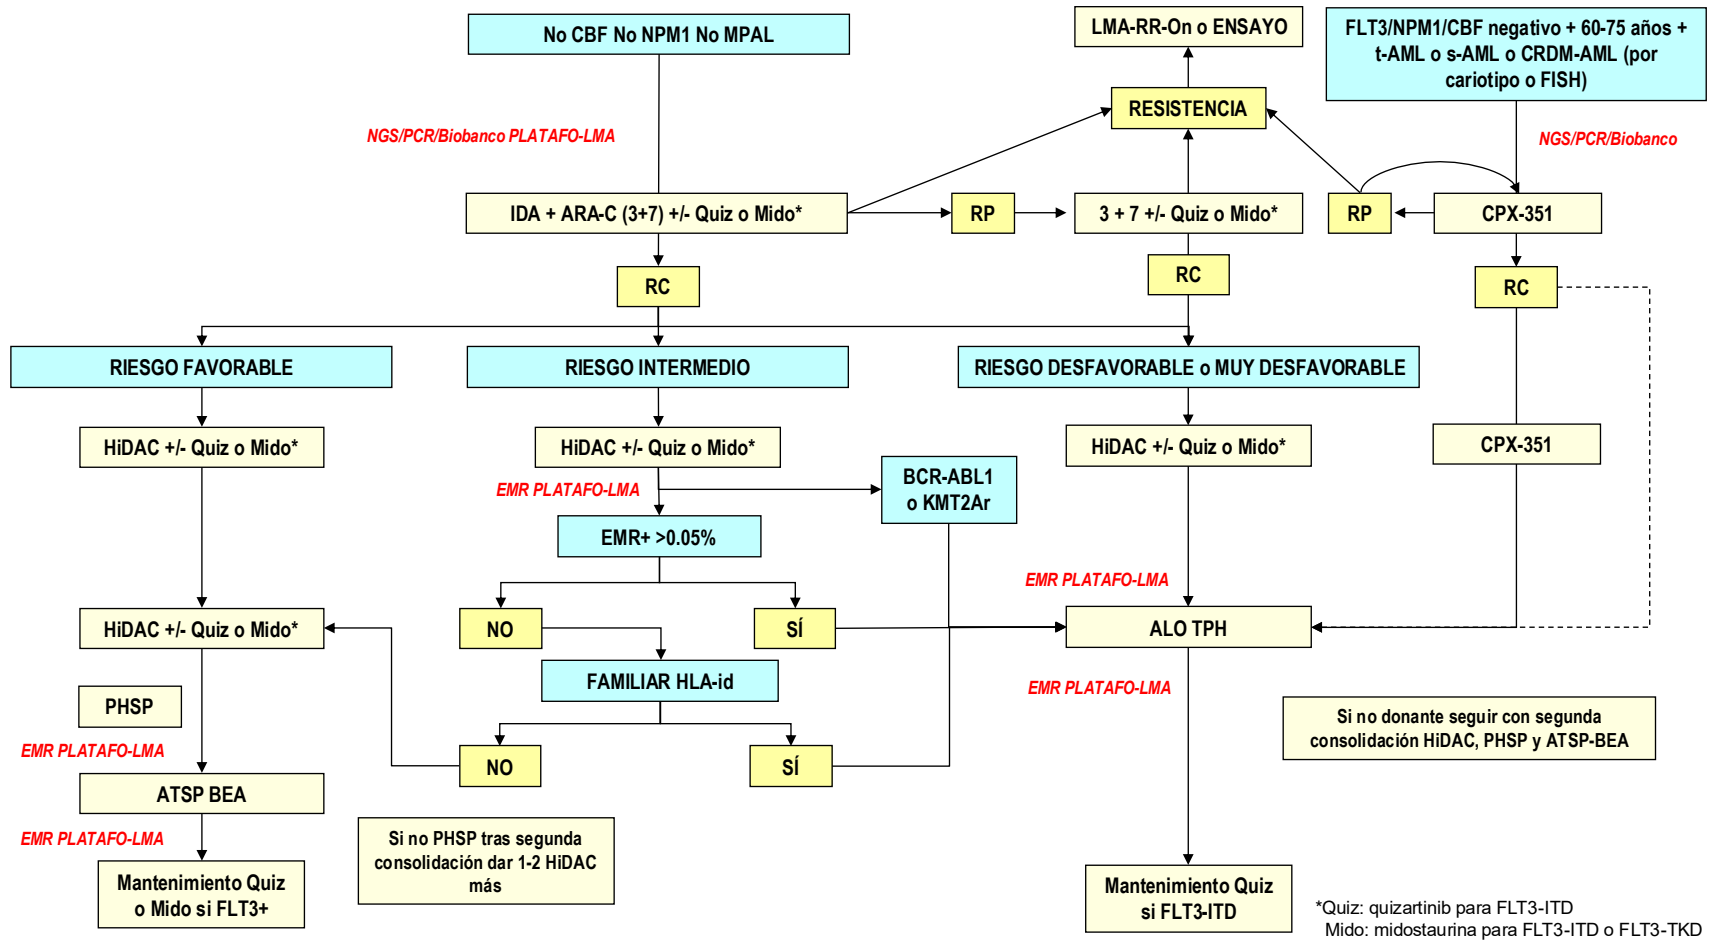 No CBF No NPM1 No MPAL
LMA-RR-On o ENSAYO
FLT3/NPM1/CBF negativo + 60-75 años +
t-AML o s-AML o CRDM-AML (por
cariotipo o FISH)
RESISTENCIA
NGS/PCR/Biobanco PLATAFO-LMA
NGS/PCR/Biobanco
IDA + ARA-C (3+7) +/- Quiz o Mido*
RP
3 + 7 +/- Quiz o Mido*
RP
CPX-351
RC
RC
RC
RIESGO FAVORABLE
RIESGO INTERMEDIO
RIESGO DESFAVORABLE o MUY DESFAVORABLE
HiDAC +/- Quiz o Mido*
HiDAC +/- Quiz o Mido*
HiDAC +/- Quiz o Mido*
CPX-351
EMR PLATAFO-LMA
BCR-ABL1
o KMT2Ar
EMR+ >0.05%
EMR PLATAFO-LMA
HiDAC +/- Quiz o Mido*
NO
SÍ
ALO TPH
FAMILIAR HLA-id
EMR PLATAFO-LMA
PHSP
Si no donante seguir con segunda
consolidación HiDAC, PHSP y ATSP-BEA
EMR PLATAFO-LMA
NO
SÍ
ATSP BEA
EMR PLATAFO-LMA
Si no PHSP tras segunda
consolidación dar 1-2 HiDAC
más
Mantenimiento Quiz
o Mido si FLT3+
Mantenimiento Quiz
si FLT3-ITD
*Quiz: quizartinib para FLT3-ITD
Mido: midostaurina para FLT3-ITD o FLT3-TKD